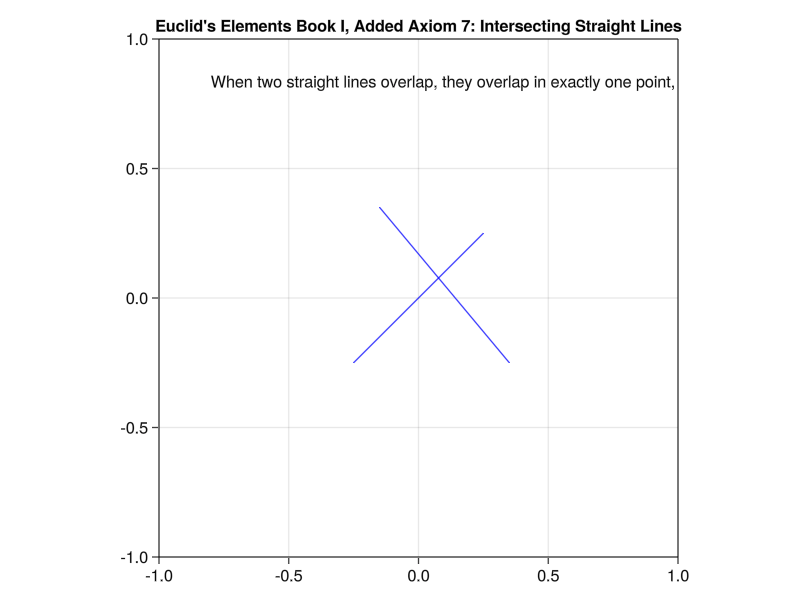 Euclid's Elements Book I, Added Axiom 7: Intersecting Straight Lines
1.0
When two straight lines overlap, they overlap in exactly one point,
0.5
0.0
-0.5
-1.0
-1.0 -0.5 0.0 0.5 1.0